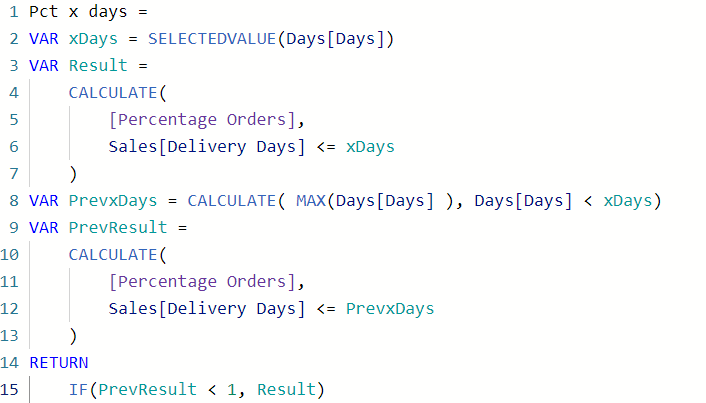 1 Pct x days =
2 VAR xDays = SELECTEDVALUE(Days[Days])
3 VAR Result =
4 CALCULATE(
5 [Percentage Orders],
6 Sales[Delivery Days] <= xDays
7 )
8 VAR PrevxDays = CALCULATE( MAX(Days[Days] ), Days[Days] < xDays)
9 VAR PrevResult =
10 CALCULATE(
11 [Percentage Orders],
12 Sales[Delivery Days] <= PrevxDays
13 )
14 RETURN
15 IF(PrevResult < 1, Result)